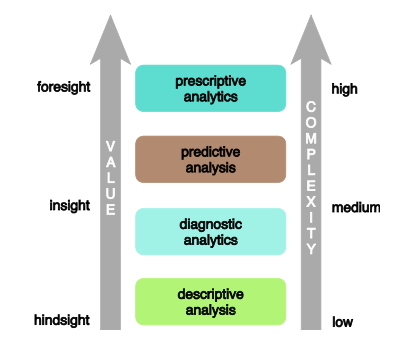 foresight
prescriptive
analytics
high
VALUE
COMPLEXITY
predictive
analysis
insight
medium
diagnostic
analytics
descriptive
analysis
hindsight
low